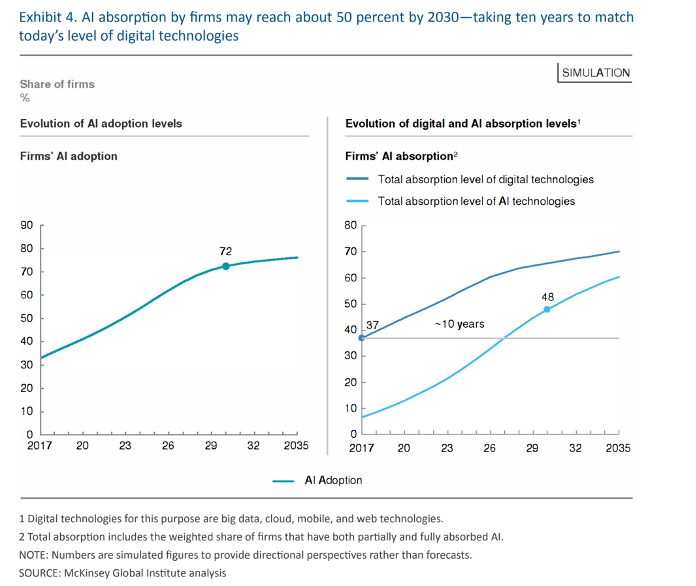 Exhibit 4. AI absorption by firms may reach about 50 percent by 2030—taking ten years to match
today's level of digital technologies
SIMULATION
Share of firms
%
Evolution of AI adoption levels
Firms' AI adoption
90
80
70
60
50
40
30
20
10
0
72
2017 20 23 26 29 32 2035
Evolution of digital and AI absorption levels¹
Firms' AI absorption²
Total absorption level of digital technologies
Total absorption level of AI technologies
80
70
60
50
40
30
20
10
0
37
~10 years
48
2017 20 23 26 29 32 2035
AI Adoption
1 Digital technologies for this purpose are big data, cloud, mobile, and web technologies.
2 Total absorption includes the weighted share of firms that have both partially and fully absorbed AI.
NOTE: Numbers are simulated figures to provide directional perspectives rather than forecasts.
SOURCE: McKinsey Global Institute analysis